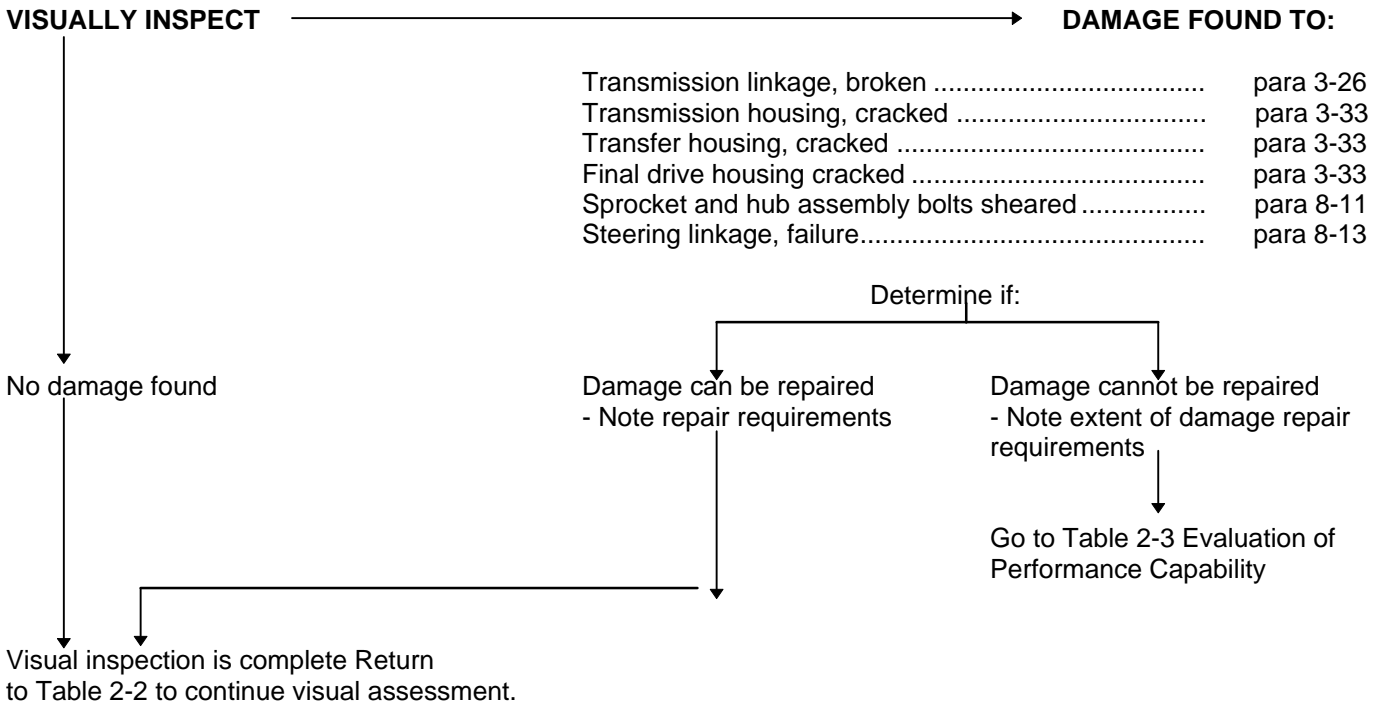 VISUALLY INSPECT
DAMAGE FOUND TO:
Transmission linkage, broken .................................... para 3-26
Transmission housing, cracked ................................. para 3-33
Transfer housing, cracked ......................................... para 3-33
Final drive housing cracked ....................................... para 3-33
Sprocket and hub assembly bolts sheared ................. para 8-11
Steering linkage, failure.............................................. para 8-13
Determine if:
No damage found
Damage can be repaired
- Note repair requirements
Damage cannot be repaired
- Note extent of damage repair
requirements
Go to Table 2-3 Evaluation of
Performance Capability
Visual inspection is complete Return
to Table 2-2 to continue visual assessment.